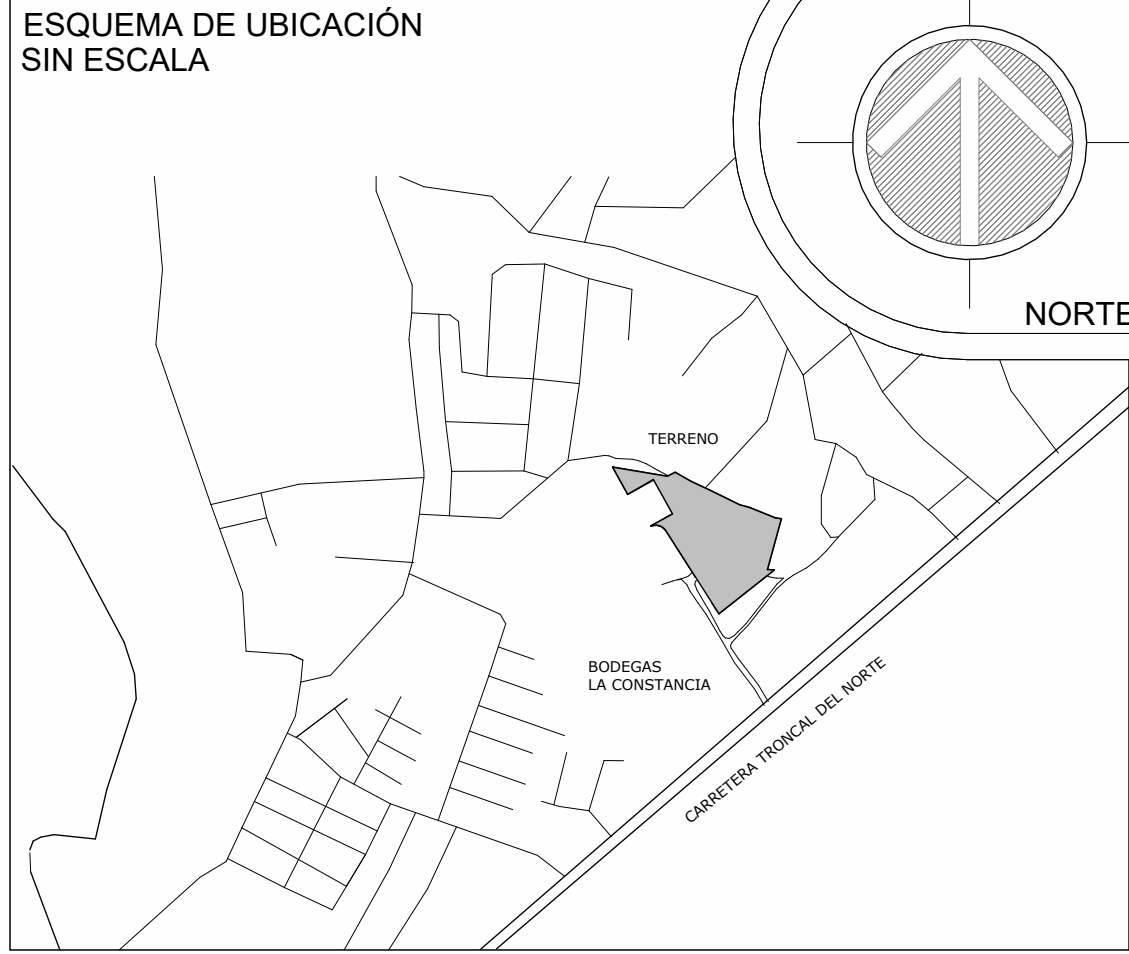 ESQUEMA DE UBICACIÓN
SIN ESCALA
NORTE
TERRENO
BODEGAS
LA CONSTANCIA
CARRETERA TRONCAL DEL NORTE